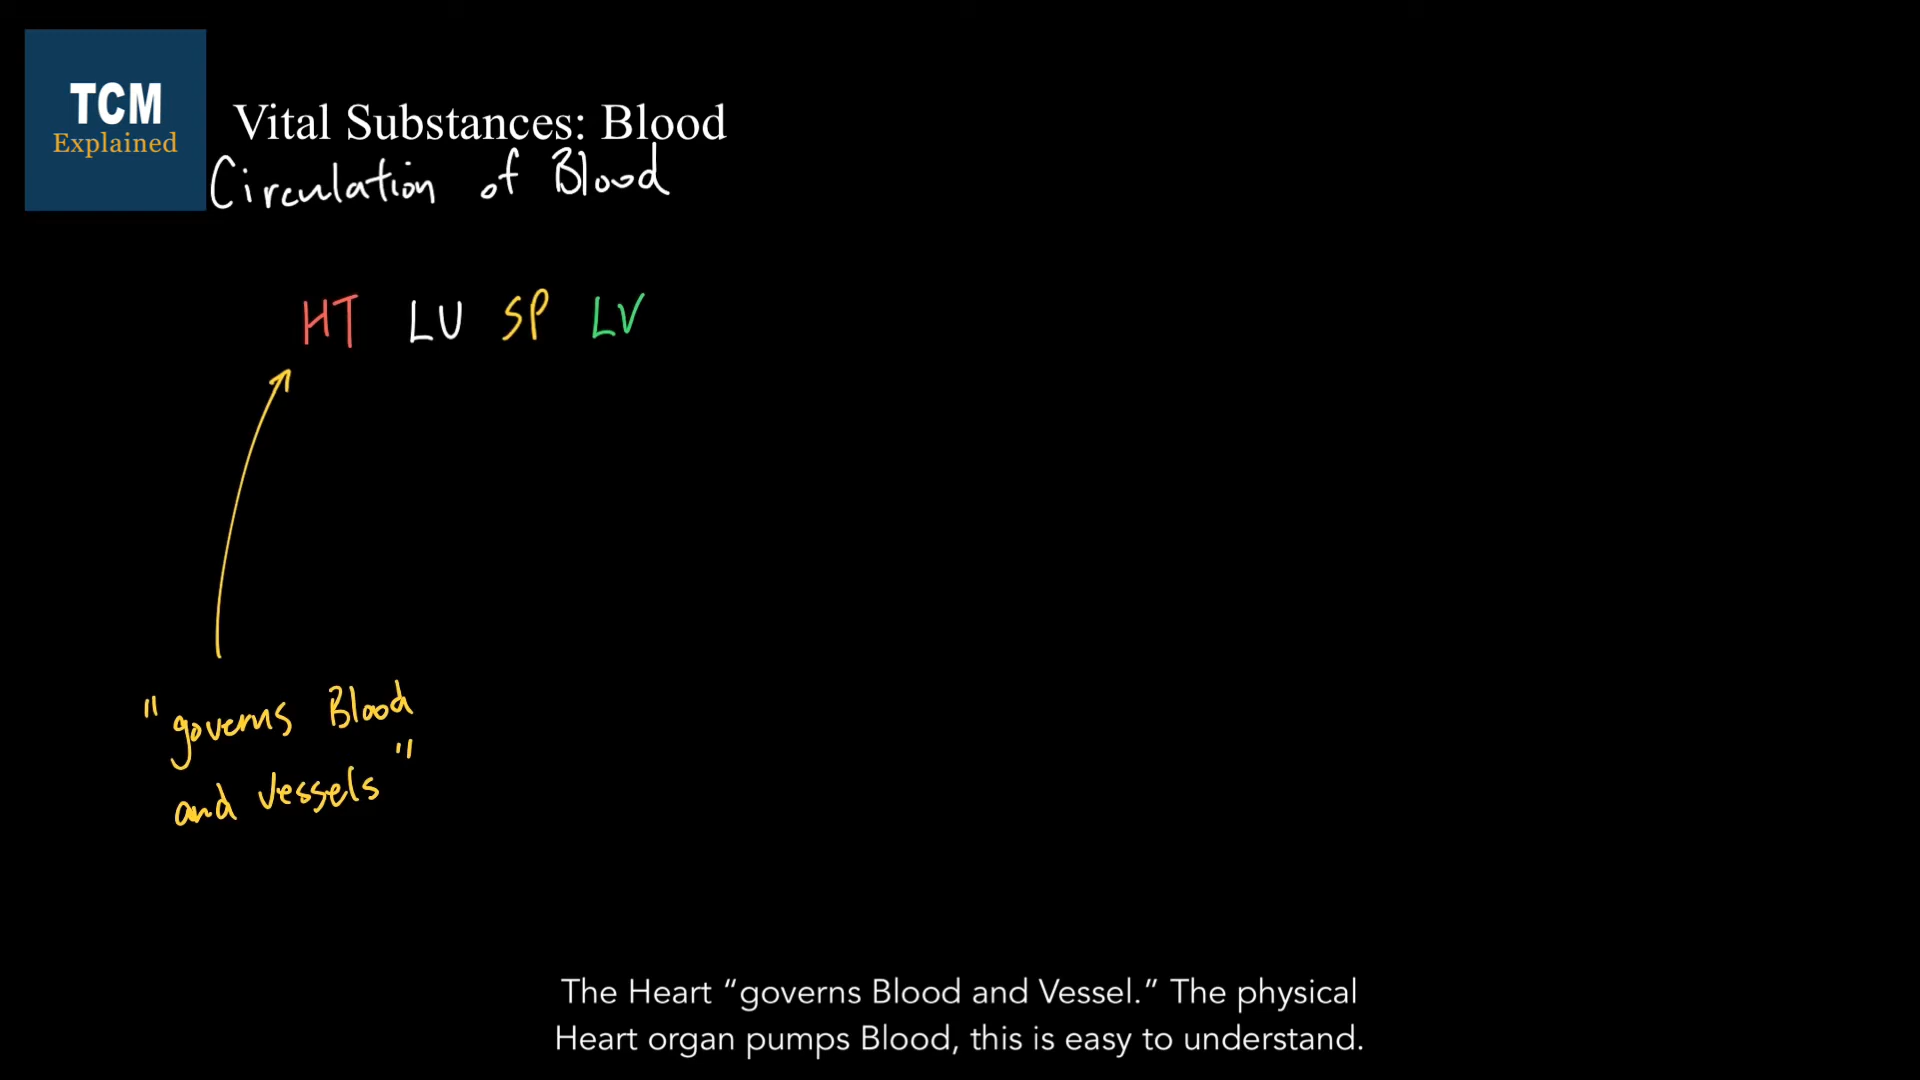 TCM
Explained
Vital Substances: Blood
Circulation of Blood
HT LU SP LV
"governs Blood
and Vessels"
The Heart “governs Blood and Vessel.” The physical
Heart organ pumps Blood, this is easy to understand.